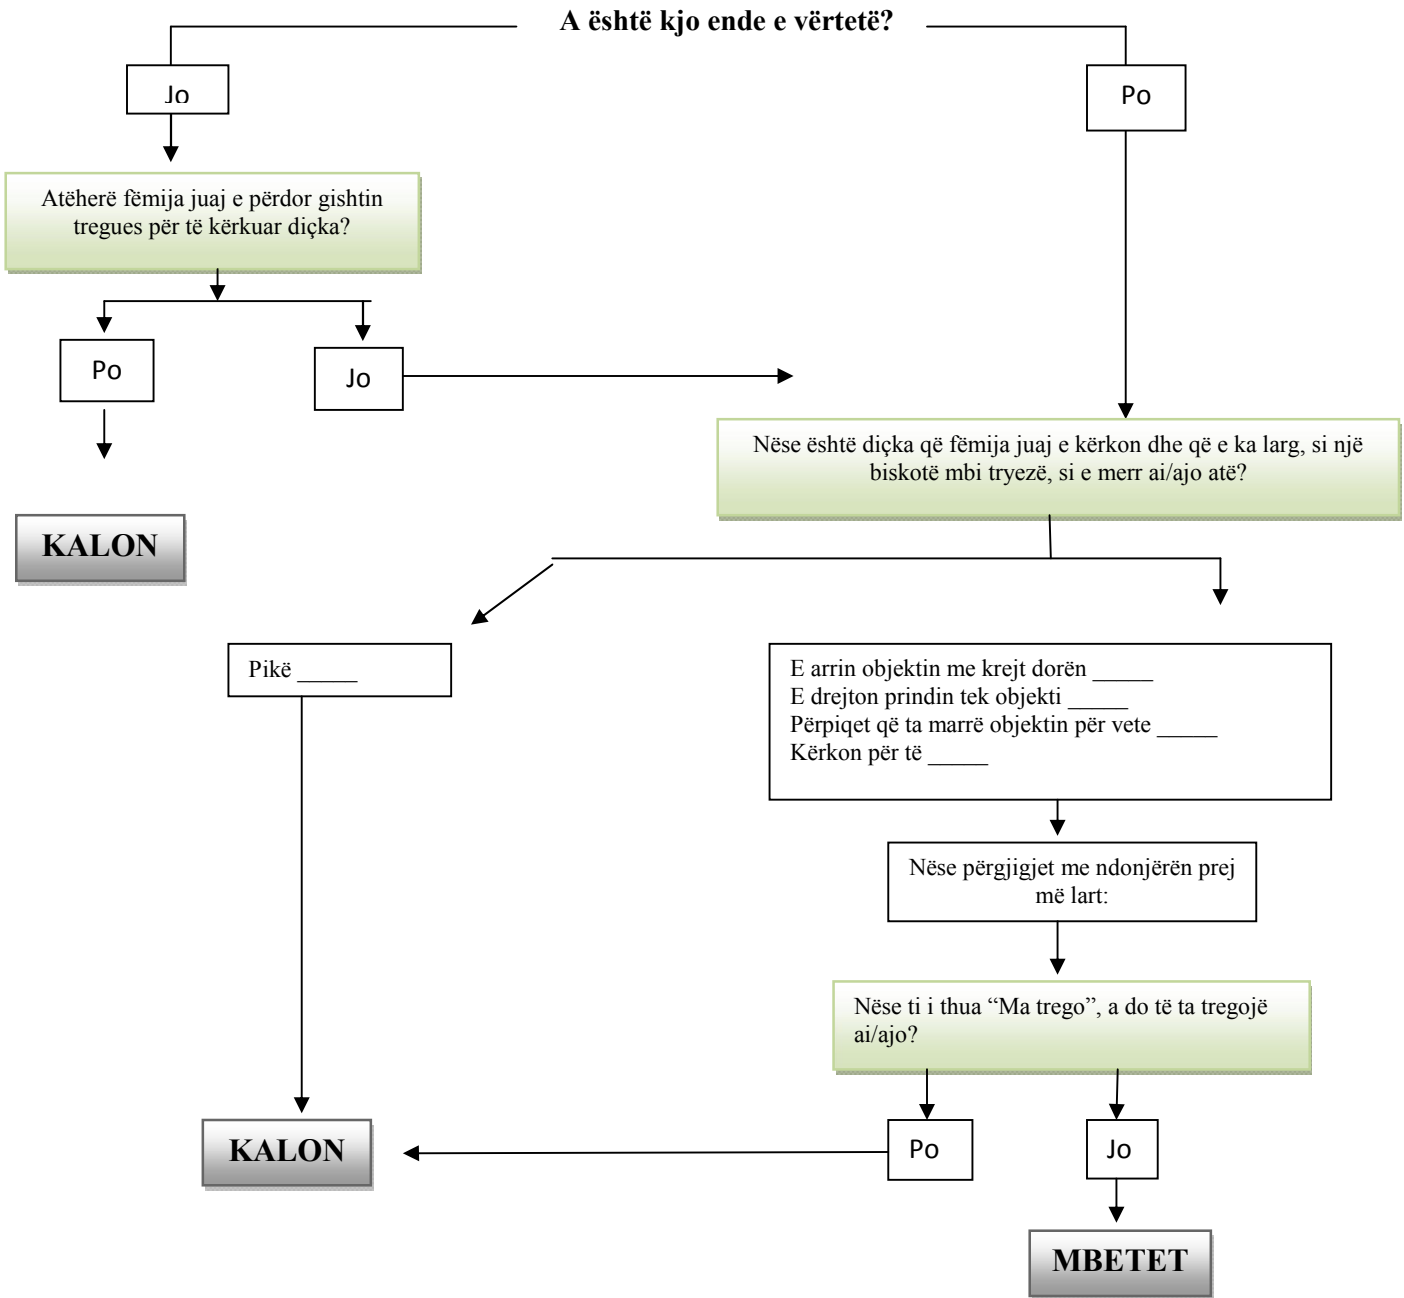 A është kjo ende e vërtetë?
Jo
Po
Atëherë fëmija juaj e përdor gishtin
tregues për të kërkuar diçka?
Po
Jo
Nëse është diçka që fëmija juaj e kërkon dhe që e ka larg, si një
biskotë mbi tryezë, si e merr ai/ajo atë?
KALON
Pikë _____
E arrin objektin me krejt dorën _____
E drejton prindin tek objekti _____
Përpiqet që ta marrë objektin për vete _____
Kërkon për të _____
Nëse përgjigjet me ndonjërën prej
më lart:
Nëse ti i thua “Ma trego”, a do të ta tregojë
ai/ajo?
KALON
Po
Jo
MBETET